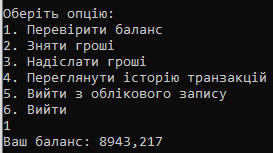 Оберіть опцію:
1. Перевірити баланс
2. Зняти гроші
3. Надіслати гроші
4. Переглянути історію транзакцій
5. Вийти з облікового запису
6. Вийти
1
Ваш баланс: 8943,217